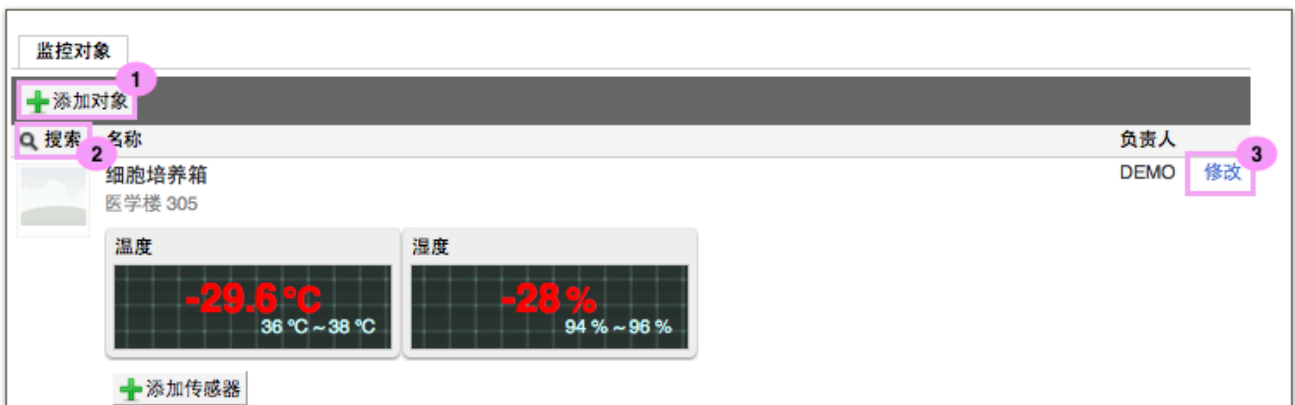 监控对象
1
添加对象
搜索 名称 负责人
2 3
细胞培养箱 DEMO 修改
医学楼 305
温度 湿度
-29.6℃ -28%
36 ℃ ~ 38 ℃ 94 % ~ 96 %
添加传感器